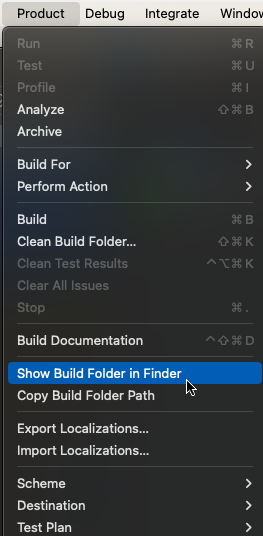 Product Debug Integrate Window
Run ⌘ R
Test ⌘ U
Profile ⌘ I
Analyze ⇧ ⌘ B
Archive
Build For
Perform Action
Build ⌘ B
Clean Build Folder... ⇧ ⌘ K
Clean Test Results ^ ⌥ ⌘ K
Clear All Issues
Stop ⌘ .
Build Documentation ^ ⇧ ⌘ D
Show Build Folder in Finder
Copy Build Folder Path
Export Localizations...
Import Localizations...
Scheme
Destination
Test Plan